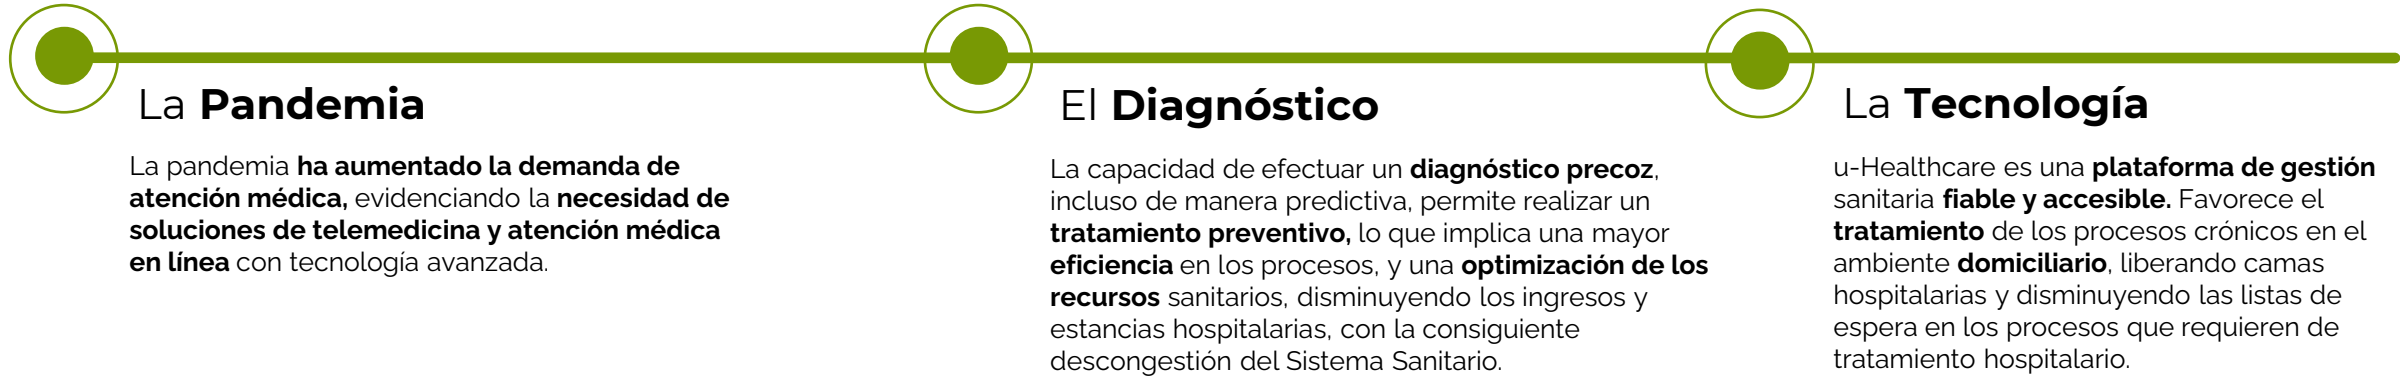 La Pandemia
La pandemia ha aumentado la demanda de
atención médica, evidenciando la necesidad de
soluciones de telemedicina y atención médica
en línea con tecnología avanzada.
El Diagnóstico
La capacidad de efectuar un diagnóstico precoz,
incluso de manera predictiva, permite realizar un
tratamiento preventivo, lo que implica una mayor
eficiencia en los procesos, y una optimización de los
recursos sanitarios, disminuyendo los ingresos y
estancias hospitalarias, con la consiguiente
descongestión del Sistema Sanitario.
La Tecnología
u-Healthcare es una plataforma de gestión
sanitaria fiable y accesible. Favorece el
tratamiento de los procesos crónicos en el
ambiente domiciliario, liberando camas
hospitalarias y disminuyendo las listas de
espera en los procesos que requieren de
tratamiento hospitalario.